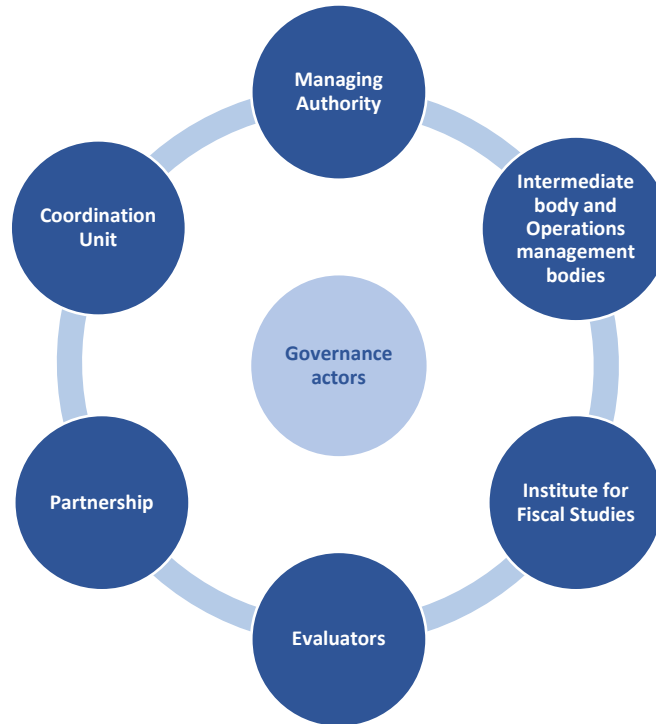 Managing
Authority
Intermediate
body and
Operations
management
bodies
Coordination
Unit
Governance
actors
Partnership
Institute for
Fiscal Studies
Evaluators